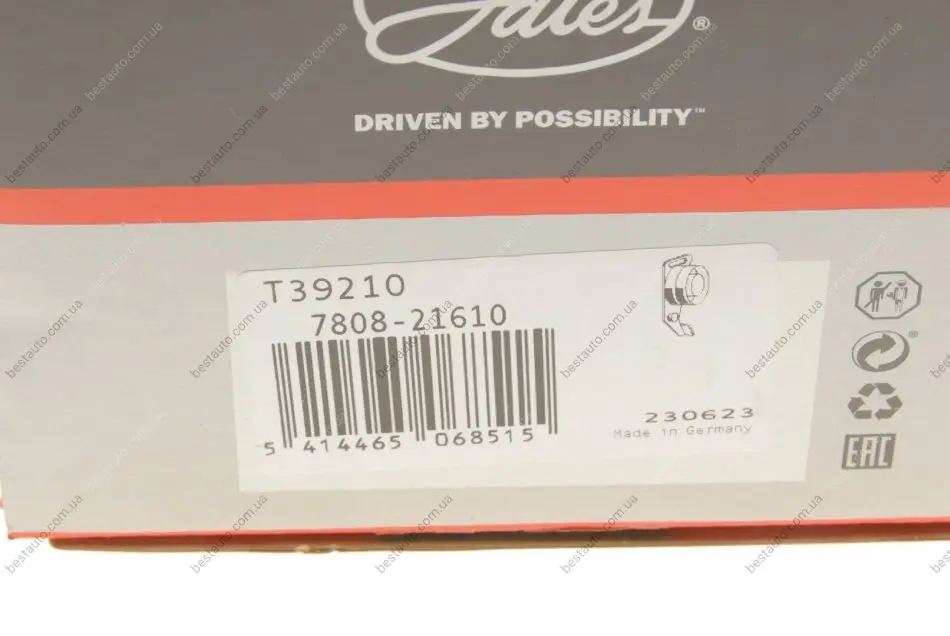 Gates®
DRIVEN BY POSSIBILITY™
T39210
7808-21610
5 414465 068515
230623
Made in Germany
EAC
bestauto.com.ua